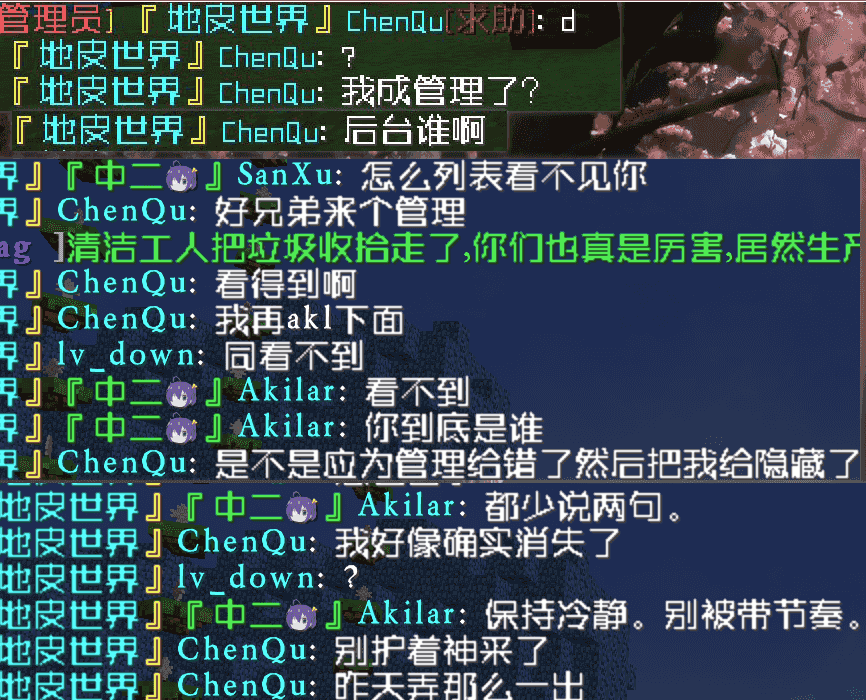 管理员]『地皮世界』ChenQu[求助]: d
『地皮世界』ChenQu: ?
『地皮世界』ChenQu: 我成管理了?
『地皮世界』ChenQu: 后台谁啊
界』『中二』SanXu: 怎么列表看不见你
界』ChenQu: 好兄弟来个管理
ag ]清洁工人把垃圾收拾走了,你们也真是厉害,居然生产
界』ChenQu: 看得到啊
界』ChenQu: 我再akl下面
界』lv_down: 同看不到
界』『中二』Akilar: 看不到
界』『中二』Akilar: 你到底是谁
界』ChenQu: 是不是应为管理给错了然后把我给隐藏了
地皮世界』『中二』Akilar: 都少说两句。
地皮世界』ChenQu: 我好像确实消失了
地皮世界』lv_down: ?
地皮世界』『中二』Akilar: 保持冷静。别被带节奏。
地皮世界』ChenQu: 别护着神采了
地皮世界』ChenQu: 昨天弄那么一出